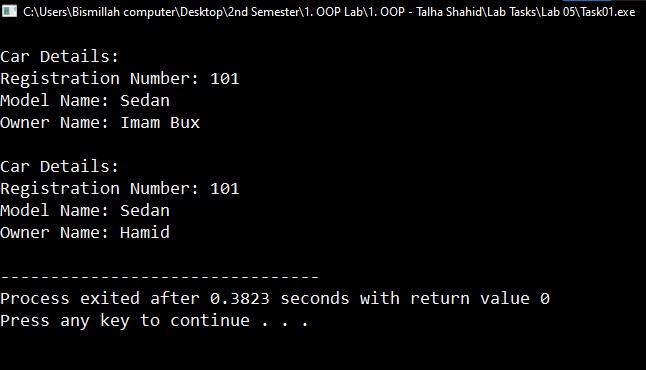 C:\Users\Bismillah computer\Desktop\2nd Semester\1. OOP Lab\1. OOP - Talha Shahid\Lab Tasks\Lab 05\Task01.exe
Car Details:
Registration Number: 101
Model Name: Sedan
Owner Name: Imam Bux
Car Details:
Registration Number: 101
Model Name: Sedan
Owner Name: Hamid
--------------------------------
Process exited after 0.3823 seconds with return value 0
Press any key to continue . . .